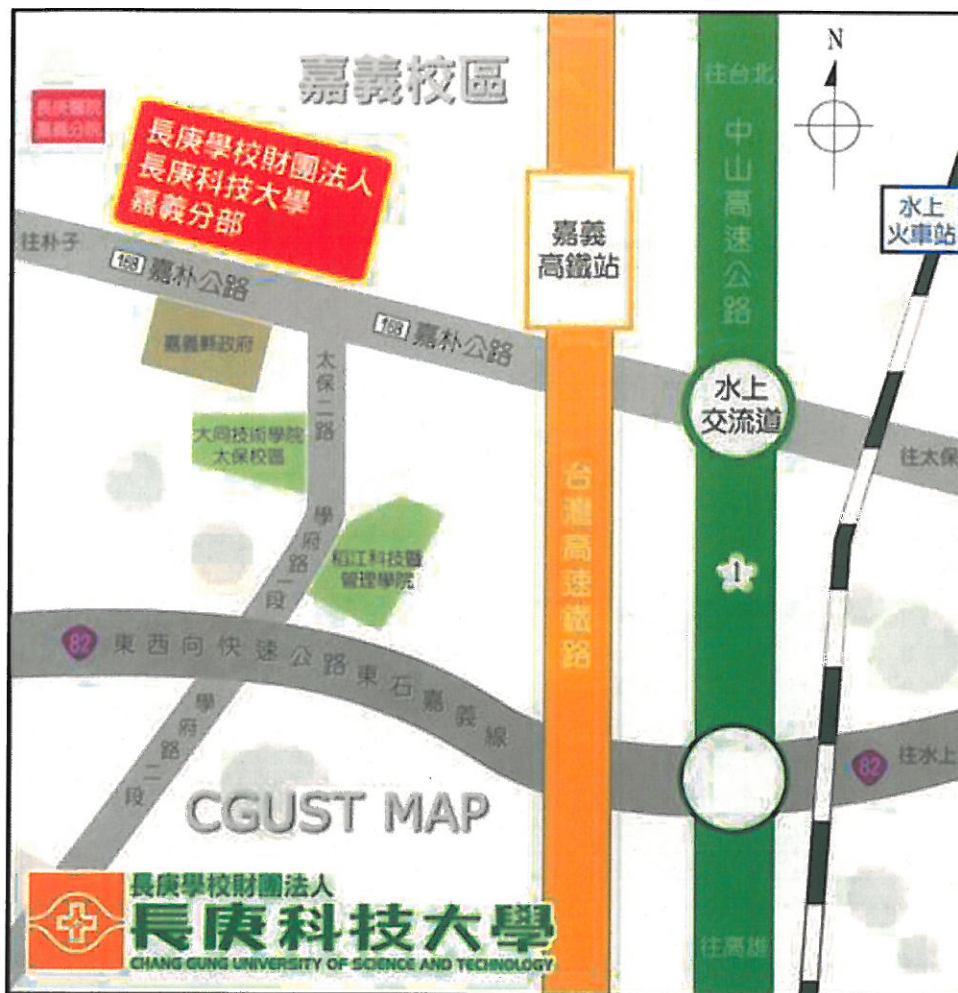 嘉義校區
N
往台北
長庚醫院
嘉義分院
長庚學校財團法人
長庚科技大學
嘉義分部
中山高速公路
水上
火車站
嘉義
高鐵站
往朴子
168 嘉朴公路
168 嘉朴公路
嘉義縣政府
太保二路
水上
交流道
大同技術學院
太保校區
往太保
台灣高速鐵路
學府路一段
稻江科技暨
管理學院
1
82 東西向快速公路東石嘉義線
學府路二段
82 往水上
CGUST MAP
往高雄
長庚學校財團法人
長庚科技大學
CHANG GUNG UNIVERSITY OF SCIENCE AND TECHNOLOGY